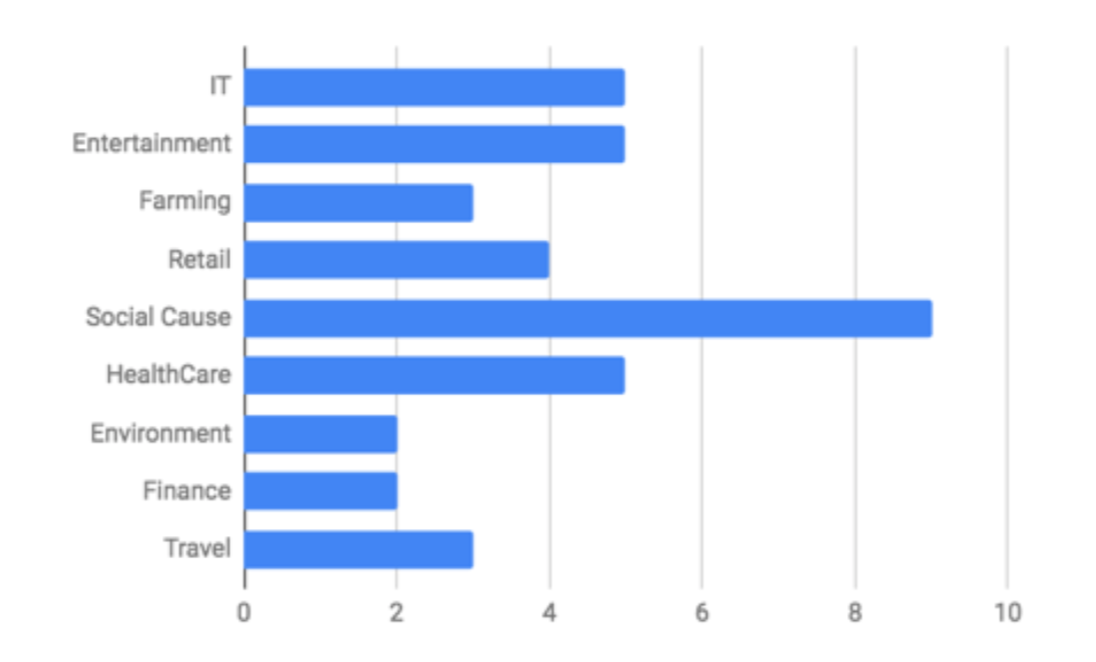 IT
Entertainment
Farming
Retail
Social Cause
HealthCare
Environment
Finance
Travel
0 2 4 6 8 10